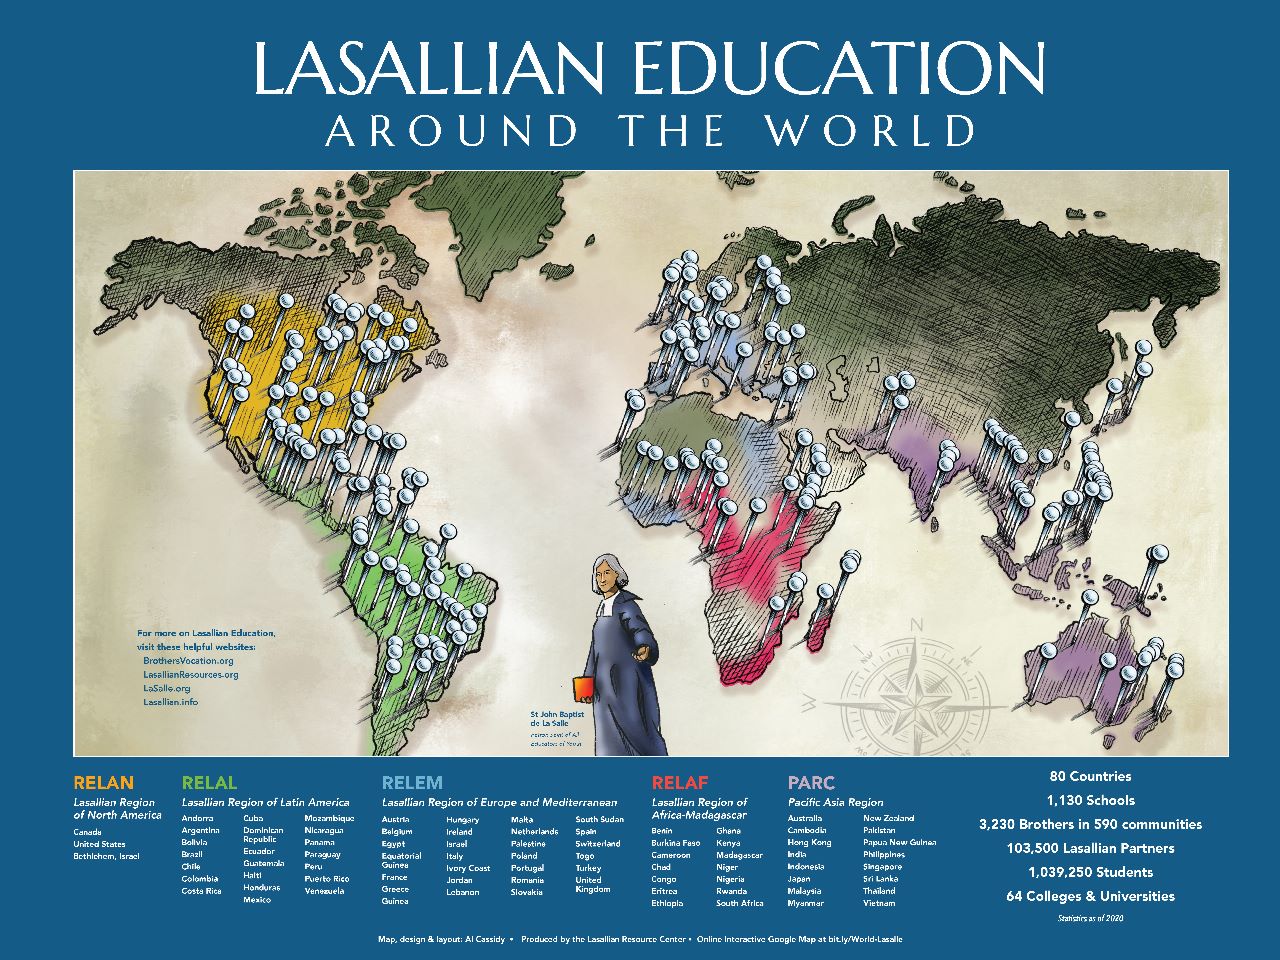 LASALLIAN EDUCATION
AROUND THE WORLD
For more on Lasallian Education,
visit these helpful websites:
BrothersVocation.org
LasallianResources.org
LaSalle.org
Lasallian.info
St John Baptist
de La Salle
Patron Saint of All
Educators of Youth
N
W
RELAN
Lasallian Region
of North America
Canada
United States
Bethlehem, Israel
RELAL
Lasallian Region of Latin America
Andorra
Argentina
Bolivia
Brazil
Chile
Colombia
Costa Rica
Cuba
Dominican
Republic
Ecuador
Guatemala
Haiti
Honduras
Mexico
Mozambique
Nicaragua
Panama
Paraguay
Peru
Puerto Rico
Venezuela
RELEM
Lasallian Region of Europe and Mediterranean
Austria
Belgium
Egypt
Equatorial
Guinea
France
Greece
Guinea
Hungary
Ireland
Israel
Italy
Ivory Coast
Jordan
Lebanon
Malta
Netherlands
Palestine
Poland
Portugal
Romania
Slovakia
South Sudan
Spain
Switzerland
Togo
Turkey
United
Kingdom
RELAF
Lasallian Region of
Africa-Madagascar
Benin
Burkina Faso
Cameroon
Chad
Congo
Eritrea
Ethiopia
Ghana
Kenya
Madagascar
Niger
Nigeria
Rwanda
South Africa
PARC
Pacific Asia Region
Australia
Cambodia
Hong Kong
India
Indonesia
Japan
Malaysia
Myanmar
New Zealand
Pakistan
Papua New Guinea
Philippines
Singapore
Sri Lanka
Thailand
Vietnam
80 Countries
1,130 Schools
3,230 Brothers in 590 communities
103,500 Lasallian Partners
1,039,250 Students
64 Colleges & Universities
Statistics as of 2020
Map, design & layout: Al Cassidy • Produced by the Lasallian Resource Center • Online Interactive Google Map at bit.ly/World-Lasalle